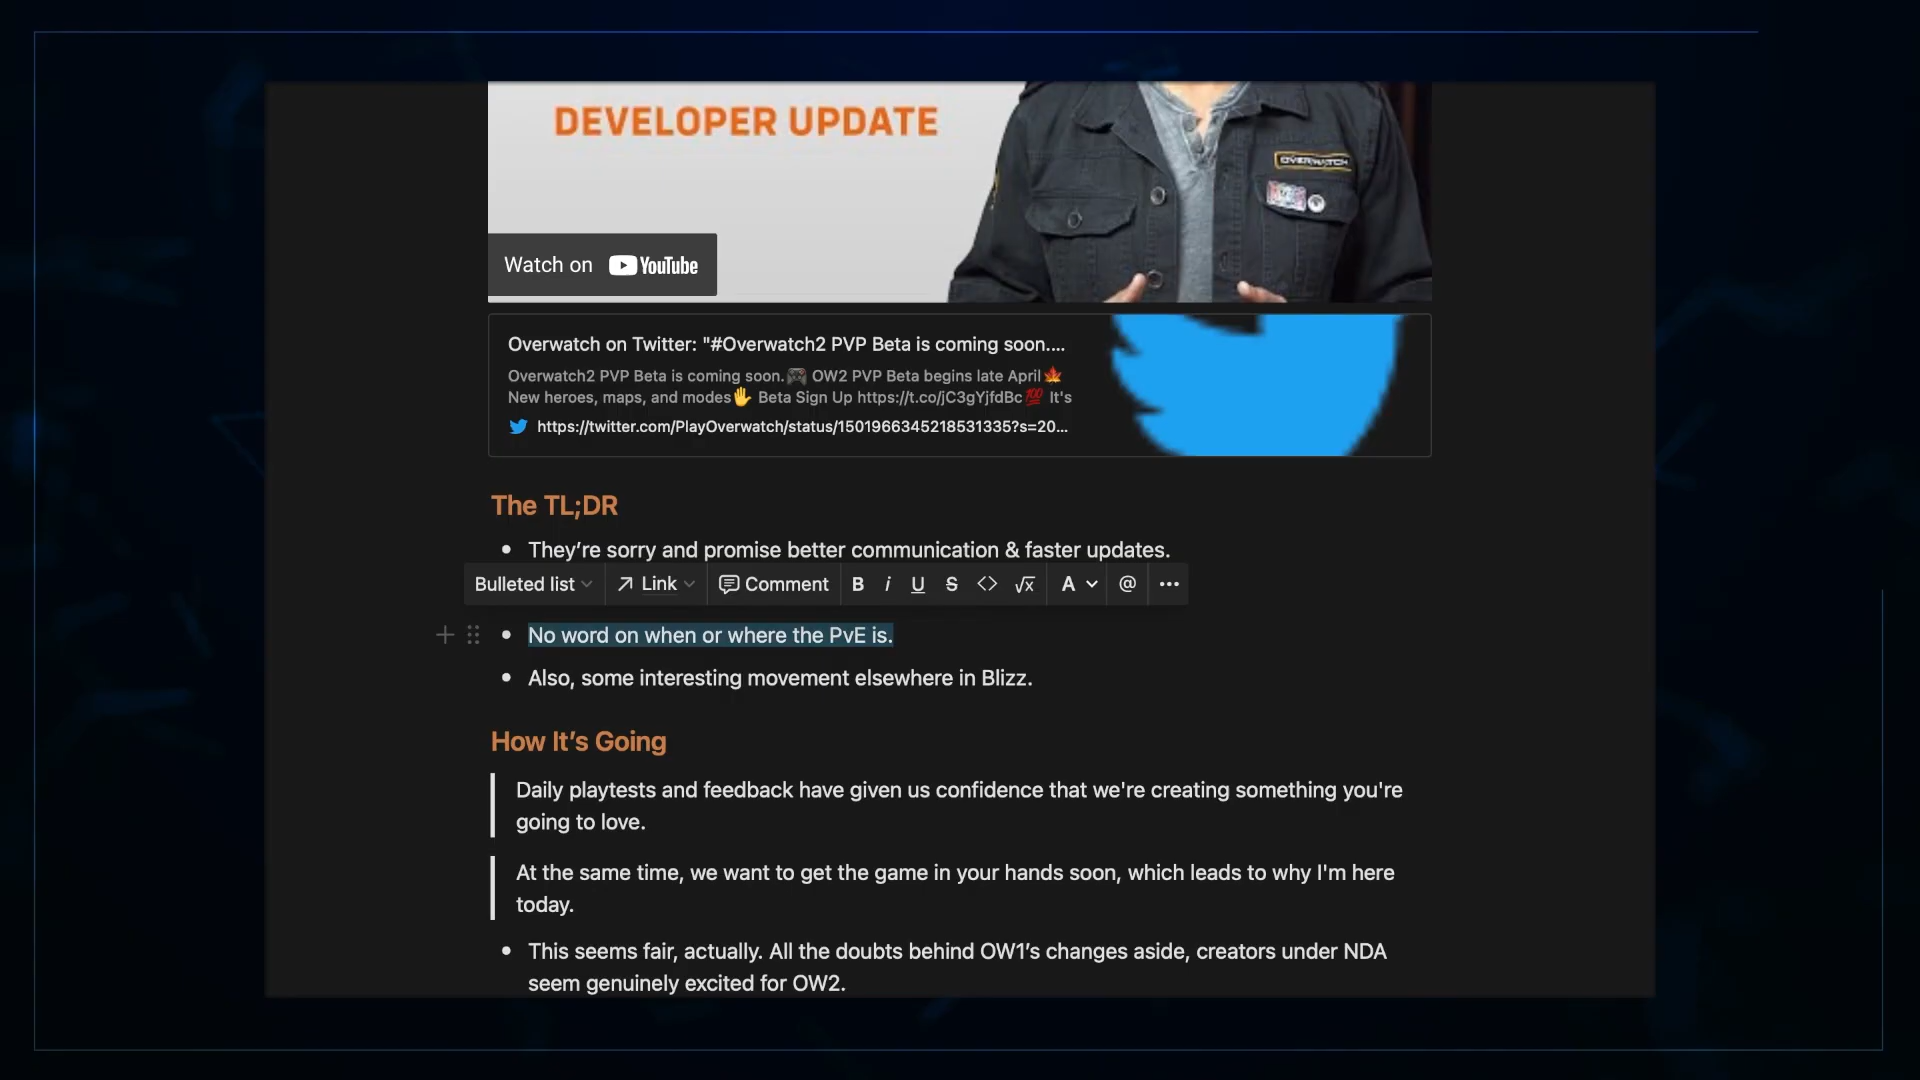 DEVELOPER UPDATE
OVERWATCH
Watch on YouTube
Overwatch on Twitter: "#Overwatch2 PVP Beta is coming soon....
Overwatch2 PVP Beta is coming soon.🎮 OW2 PVP Beta begins late April🍁
New heroes, maps, and modes✋ Beta Sign Up https://t.co/jC3gYjfdBc💯 It's
https://twitter.com/PlayOverwatch/status/1501966345218531335?s=20...
The TL;DR
• They’re sorry and promise better communication & faster updates.
Bulleted list Link Comment B i U S <> √x A @ •••
• No word on when or where the PvE is.
• Also, some interesting movement elsewhere in Blizz.
How It’s Going
Daily playtests and feedback have given us confidence that we're creating something you're
going to love.
At the same time, we want to get the game in your hands soon, which leads to why I'm here
today.
• This seems fair, actually. All the doubts behind OW1’s changes aside, creators under NDA
seem genuinely excited for OW2.